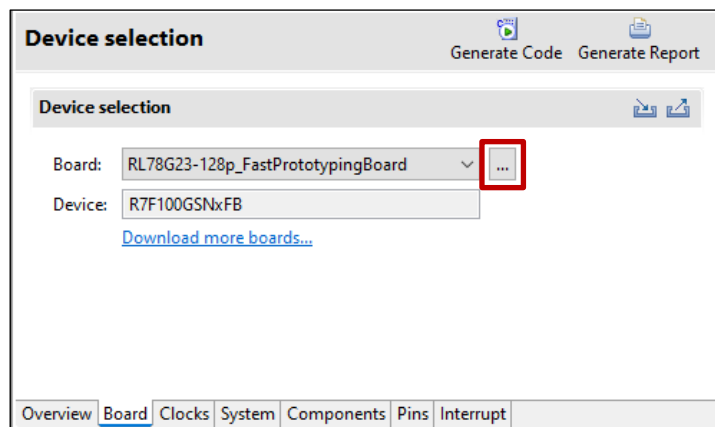 Device selection
Generate Code Generate Report
Device selection
Board: RL78G23-128p_FastPrototypingBoard ...
Device: R7F100GSNxFB
Download more boards...
Overview Board Clocks System Components Pins Interrupt